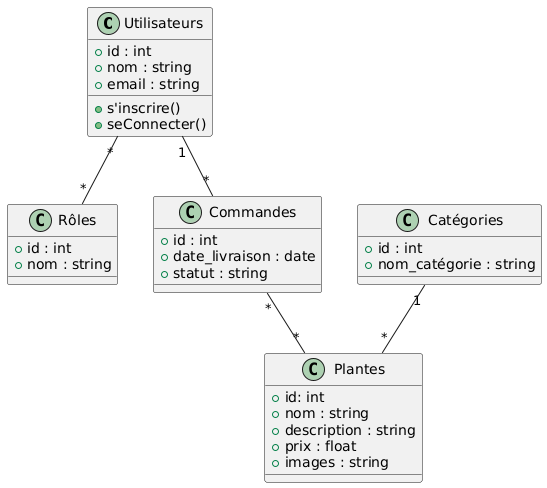 C Utilisateurs
id : int
nom : string
email : string
s'inscrire()
seConnecter()
* 1
* *
C Rôles
id : int
nom : string
C Commandes
id : int
date_livraison : date
statut : string
C Catégories
id : int
nom_catégorie : string
* 1
* *
C Plantes
id: int
nom : string
description : string
prix : float
images : string